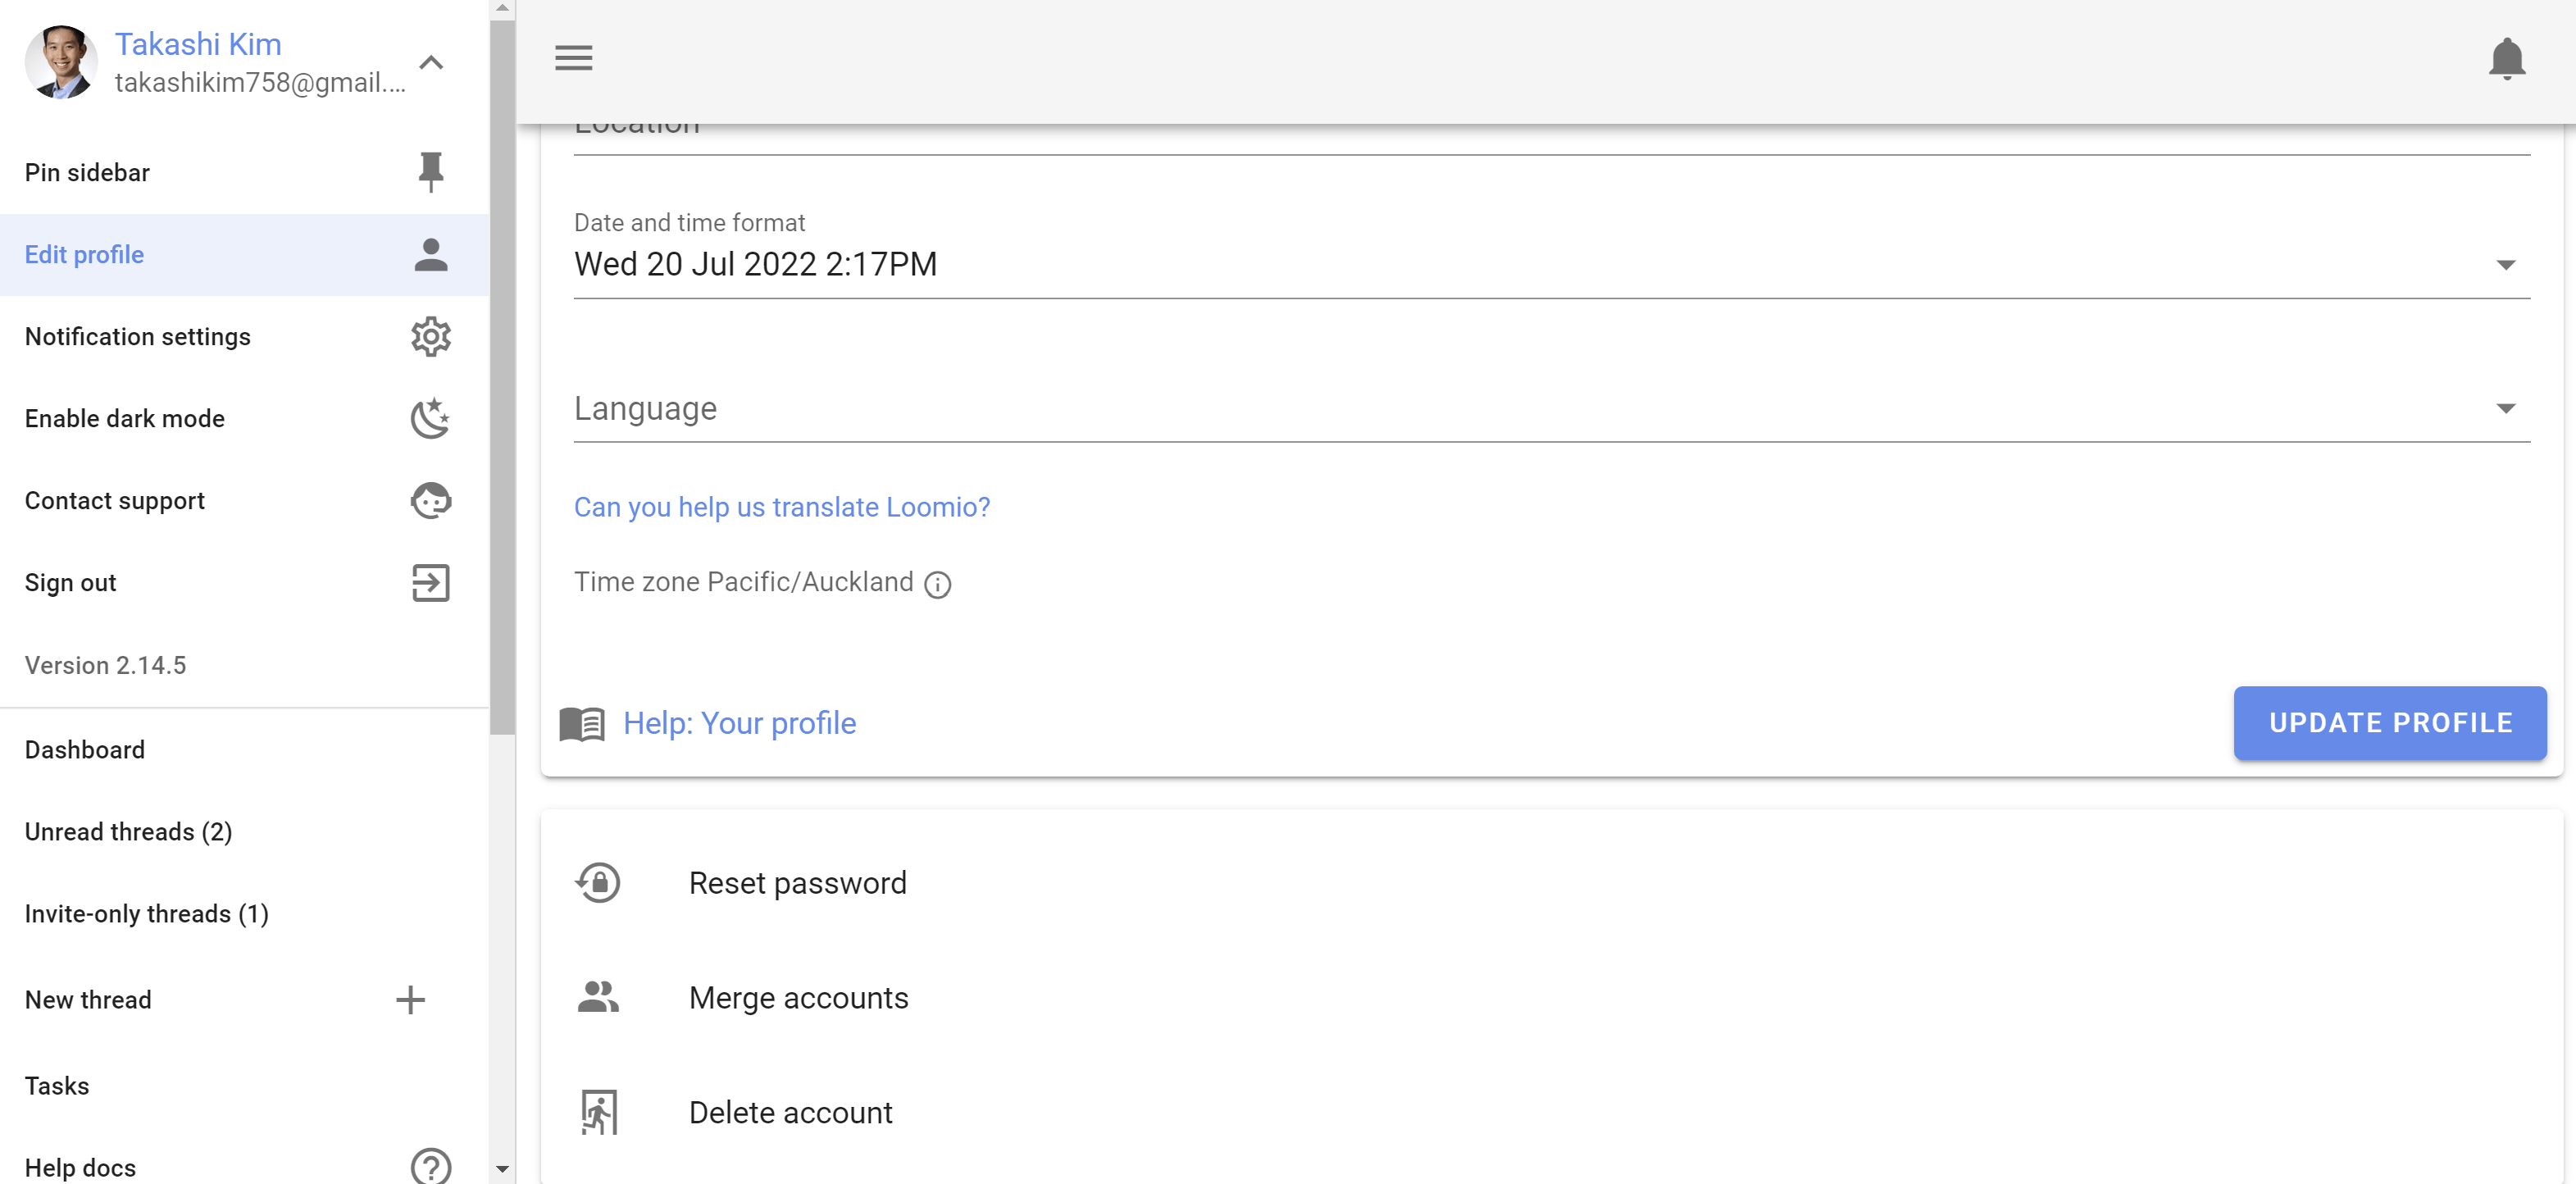 Takashi Kim
takashikim758@gmail....
Pin sidebar
Edit profile
Notification settings
Enable dark mode
Contact support
Sign out
Version 2.14.5
Dashboard
Unread threads (2)
Invite-only threads (1)
New thread
Tasks
Help docs
Location
Date and time format
Wed 20 Jul 2022 2:17PM
Language
Can you help us translate Loomio?
Time zone Pacific/Auckland
Help: Your profile
UPDATE PROFILE
Reset password
Merge accounts
Delete account